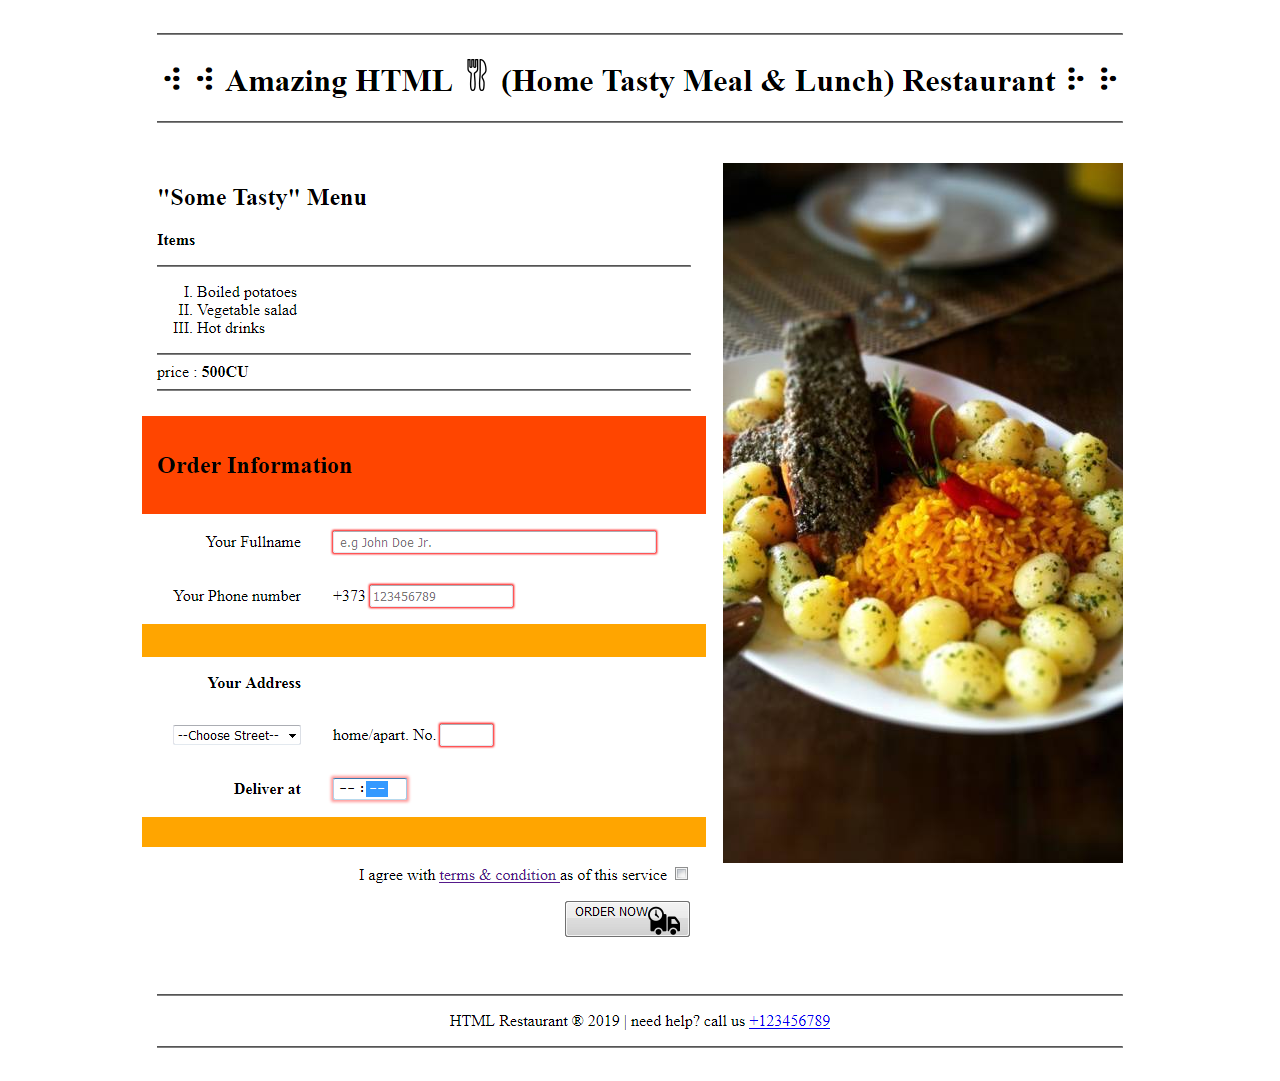 ⠺ ⠺ Amazing HTML 🍴 (Home Tasty Meal & Lunch) Restaurant ⠗ ⠗
"Some Tasty" Menu
Items
I. Boiled potatoes
II. Vegetable salad
III. Hot drinks
price : 500CU
Order Information
Your Fullname e.g John Doe Jr.
Your Phone number +373 123456789
Your Address
--Choose Street-- home/apart. No.
Deliver at -- : --
I agree with terms & condition as of this service
ORDER NOW
HTML Restaurant ® 2019 | need help? call us +123456789